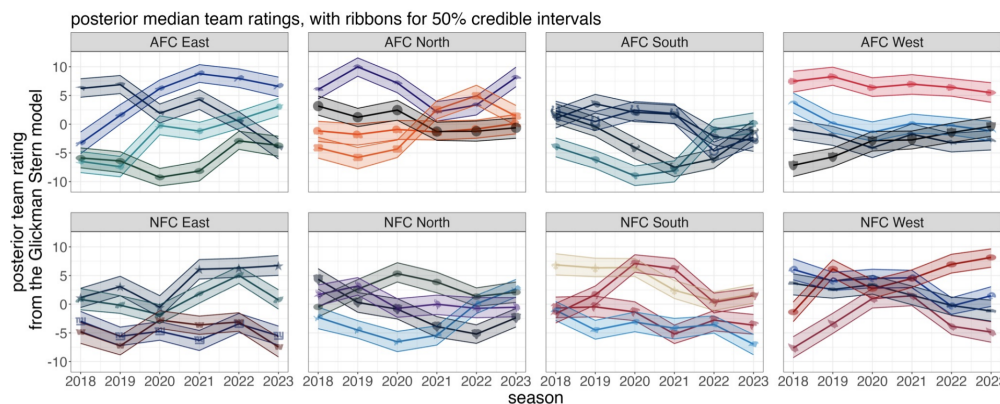 posterior median team ratings, with ribbons for 50% credible intervals
posterior team rating
from the Glickman Stern model
AFC East AFC North AFC South AFC West
10
5
0
-5
-10
NFC East NFC North NFC South NFC West
10
5
0
-5
-10
2018 2019 2020 2021 2022 2023 2018 2019 2020 2021 2022 2023 2018 2019 2020 2021 2022 2023 2018 2019 2020 2021 2022 2023
season